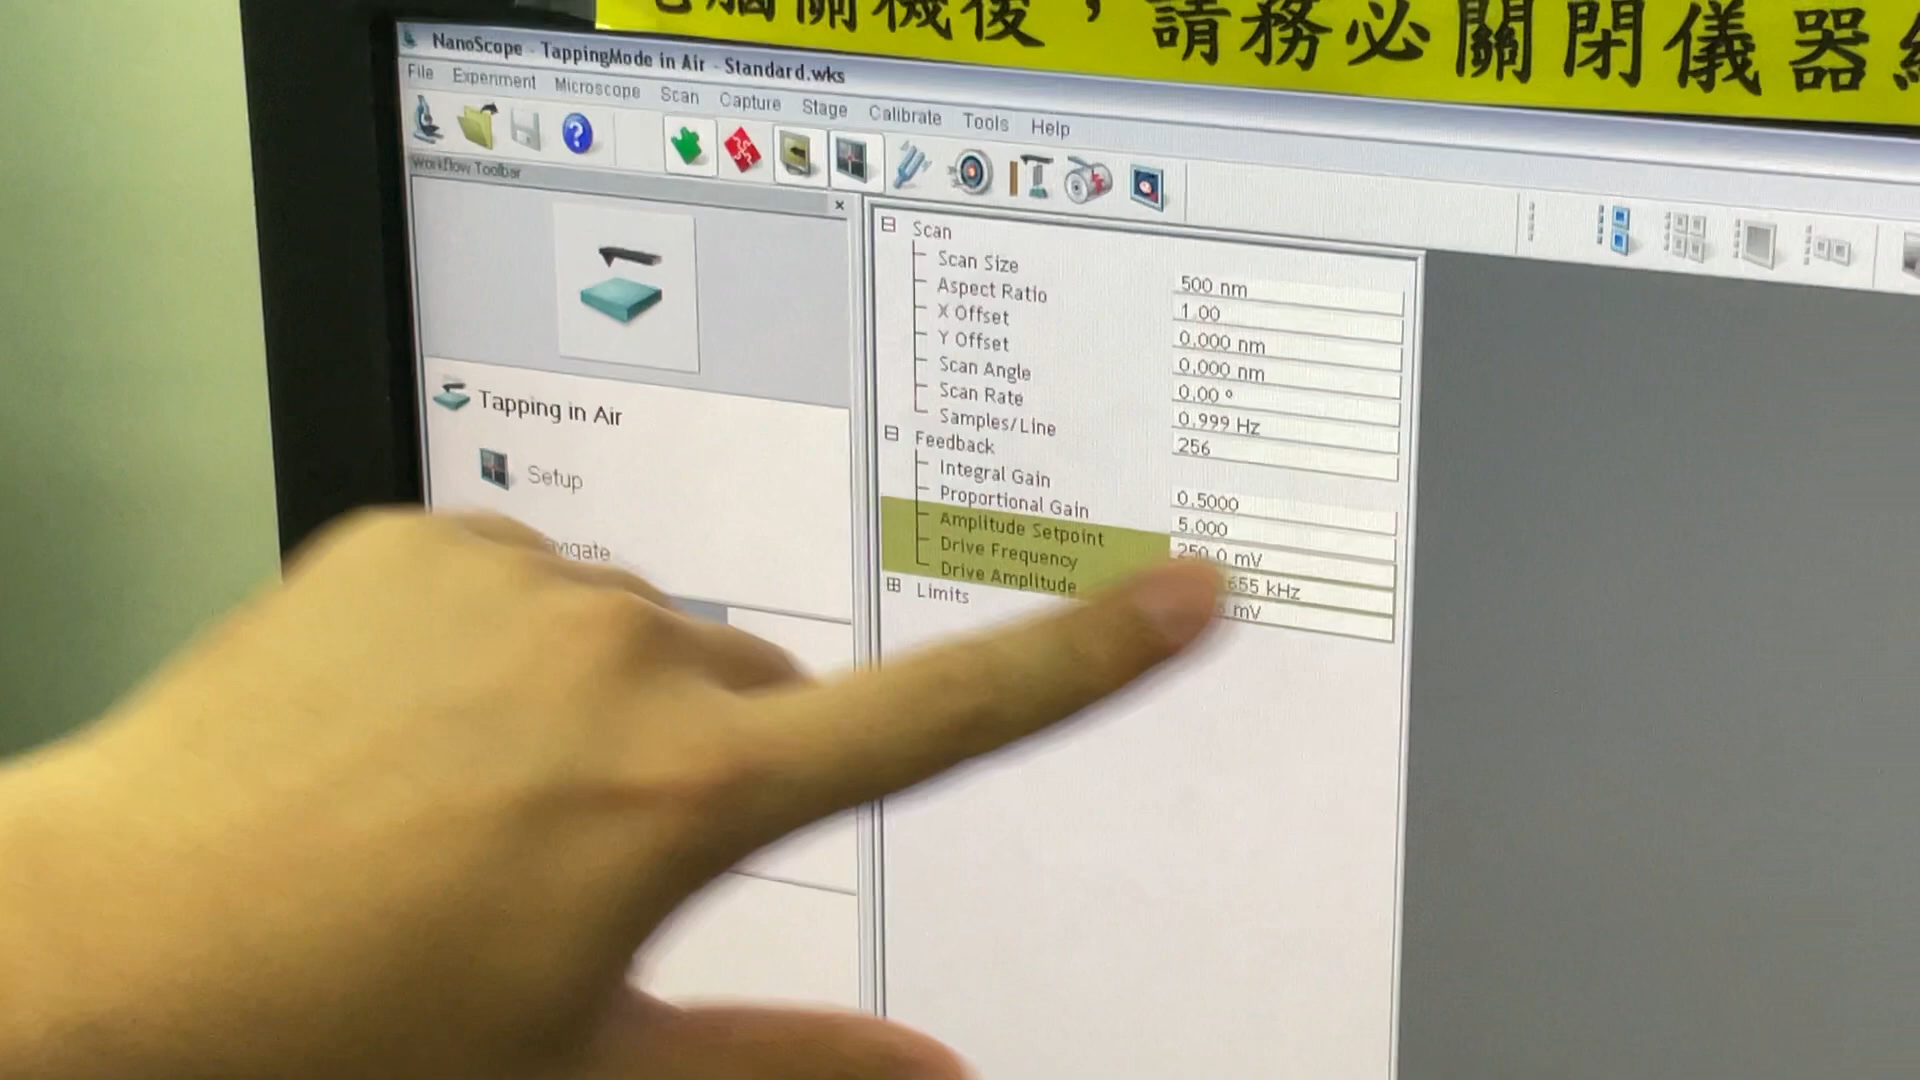 電腦關機後，請務必關閉儀器
NanoScope - TappingMode in Air - Standard.wks
File Experiment Microscope Scan Capture Stage Calibrate Tools Help
Workflow Toolbar
Tapping in Air
Setup
avigate
Scan
Scan Size 500 nm
Aspect Ratio 1.00
X Offset 0.000 nm
Y Offset 0.000 nm
Scan Angle 0.00 º
Scan Rate 0.999 Hz
Samples/Line 256
Feedback
Integral Gain 0.5000
Proportional Gain 5.000
Amplitude Setpoint 250.0 mV
Drive Frequency 655 kHz
Drive Amplitude mV
Limits